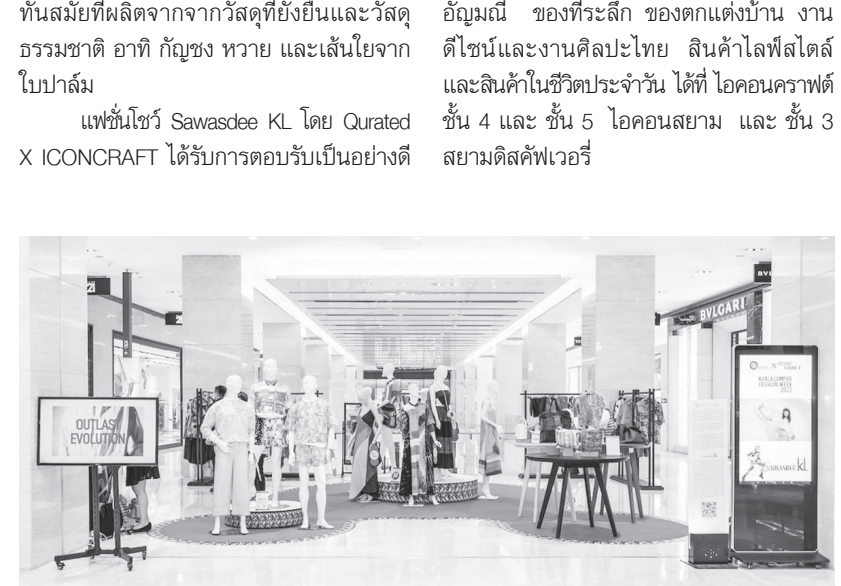 ทันสมัยที่ผลิตจากจากวัสดุที่ยั่งยืนและวัสดุ
ธรรมชาติ อาทิ กัญชง หวาย และเส้นใยจาก
ใบปาล์ม
แฟชั่นโชว์ Sawasdee KL โดย Qurated
X ICONCRAFT ได้รับการตอบรับเป็นอย่างดี
อัญมณี ของที่ระลึก ของตกแต่งบ้าน งาน
ดีไซน์และงานศิลปะไทย สินค้าไลฟ์สไตล์
และสินค้าในชีวิตประจำวัน ได้ที่ ไอคอนคราฟต์
ชั้น 4 และ ชั้น 5 ไอคอนสยาม และ ชั้น 3
สยามดิสคัฟเวอรี่
OUTLAST
EVOLUTION
BVLGARI
KUALA LUMPUR
FASHION WEEK
2022
SAWASDEE KL